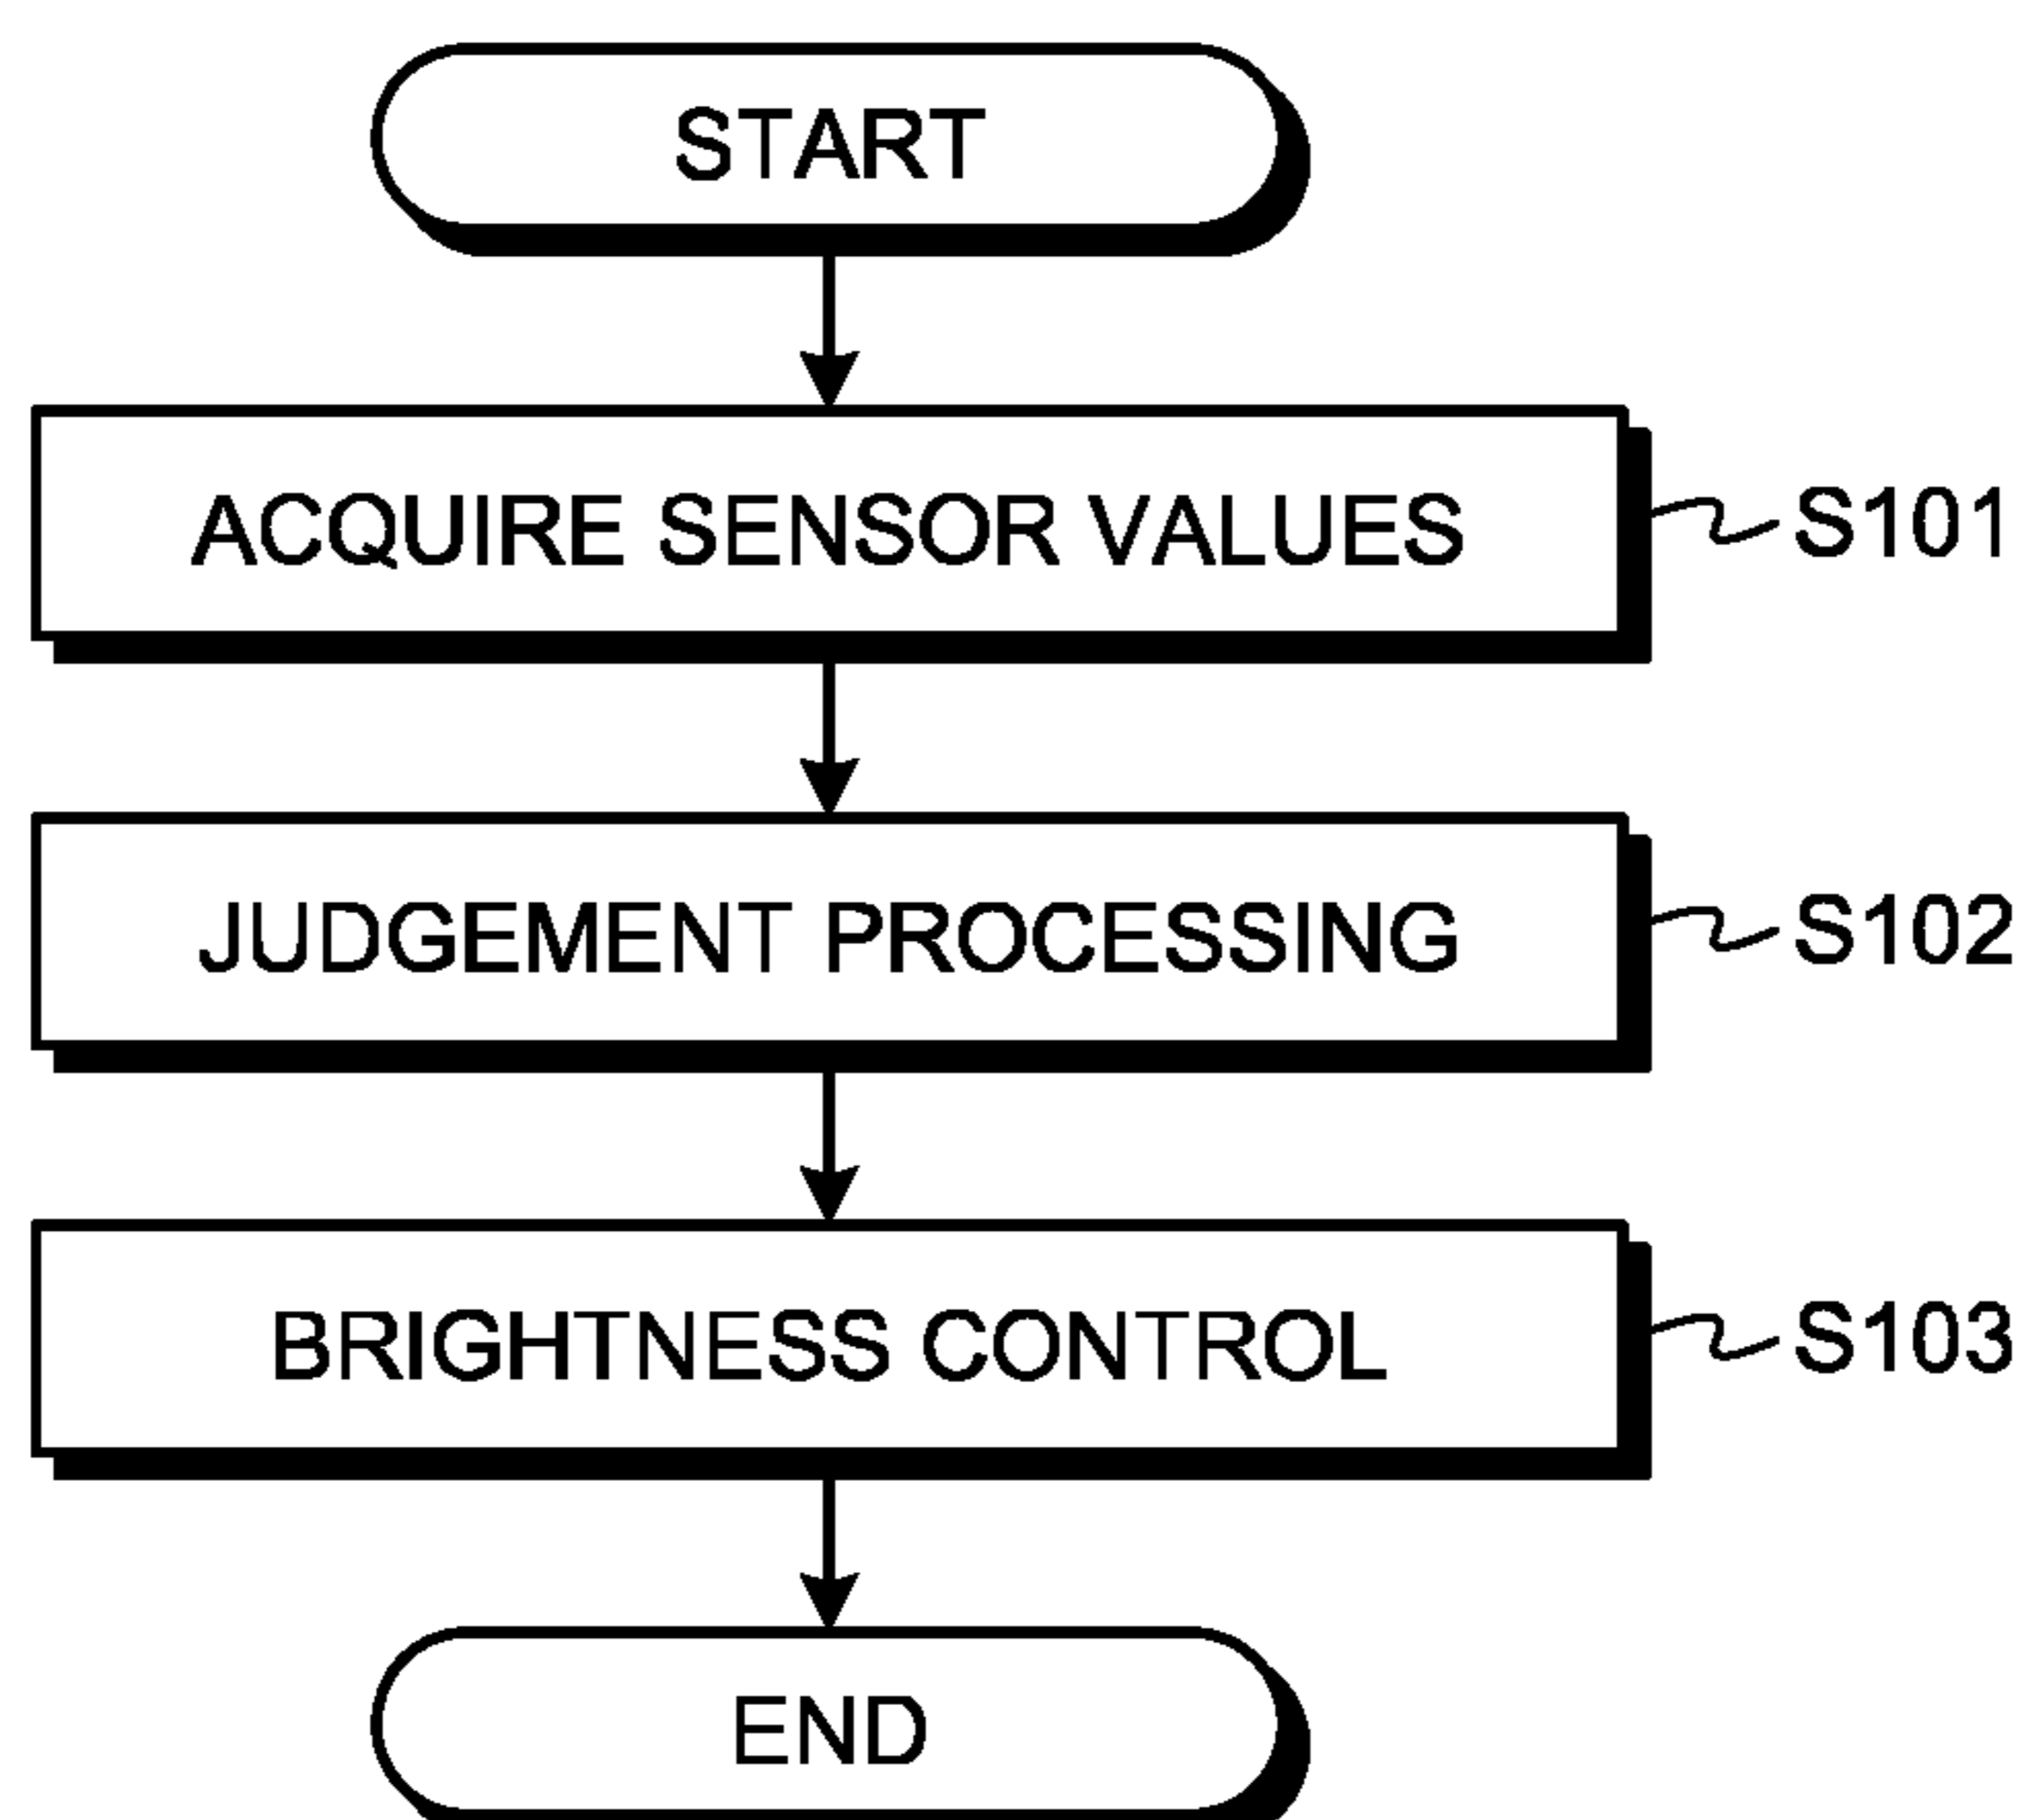 START
ACQUIRE SENSOR VALUES
S101
JUDGEMENT PROCESSING
S102
BRIGHTNESS CONTROL
S103
END